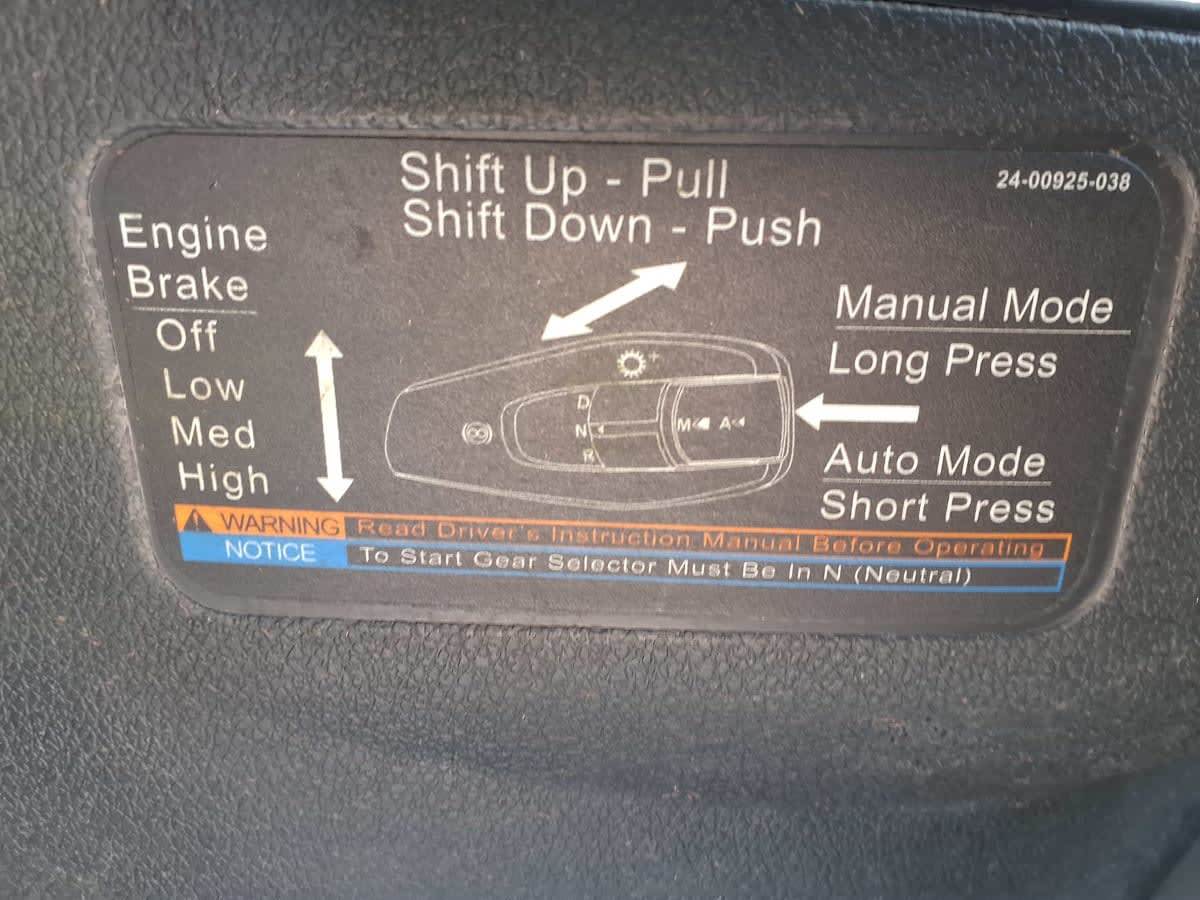 Shift Up - Pull
Shift Down - Push
24-00925-038
Engine
Brake
Off
Low
Med
High
Manual Mode
Long Press
Auto Mode
Short Press
D
N
R
M A
WARNING Read Driver's Instruction Manual Before Operating
NOTICE To Start Gear Selector Must Be In N (Neutral)